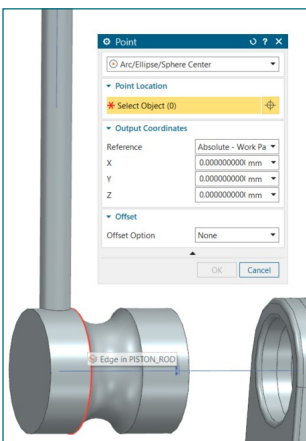 Point
Arc/Ellipse/Sphere Center
Point Location
Select Object (0)
Output Coordinates
Reference Absolute - Work Pa
X 0.000000000( mm
Y 0.000000000( mm
Z 0.000000000( mm
Offset
Offset Option None
OK Cancel
Edge in PISTON_ROD